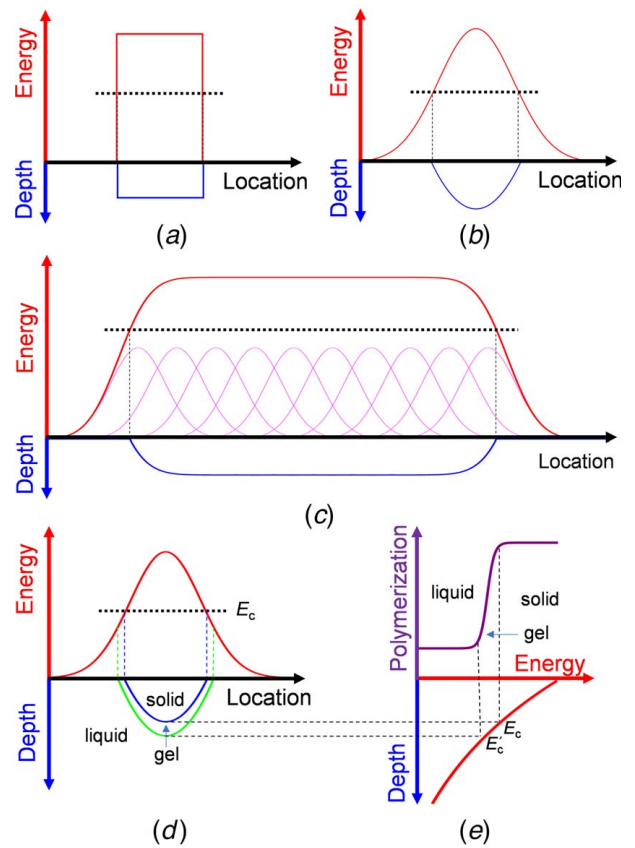 Energy
Depth
Location
(a)
Energy
Depth
Location
(b)
Energy
Depth
Location
(c)
Energy
Depth
Location
Ec
solid
liquid
gel
(d)
Polymerization
Depth
liquid
solid
gel
Energy
Ec
E'c
(e)